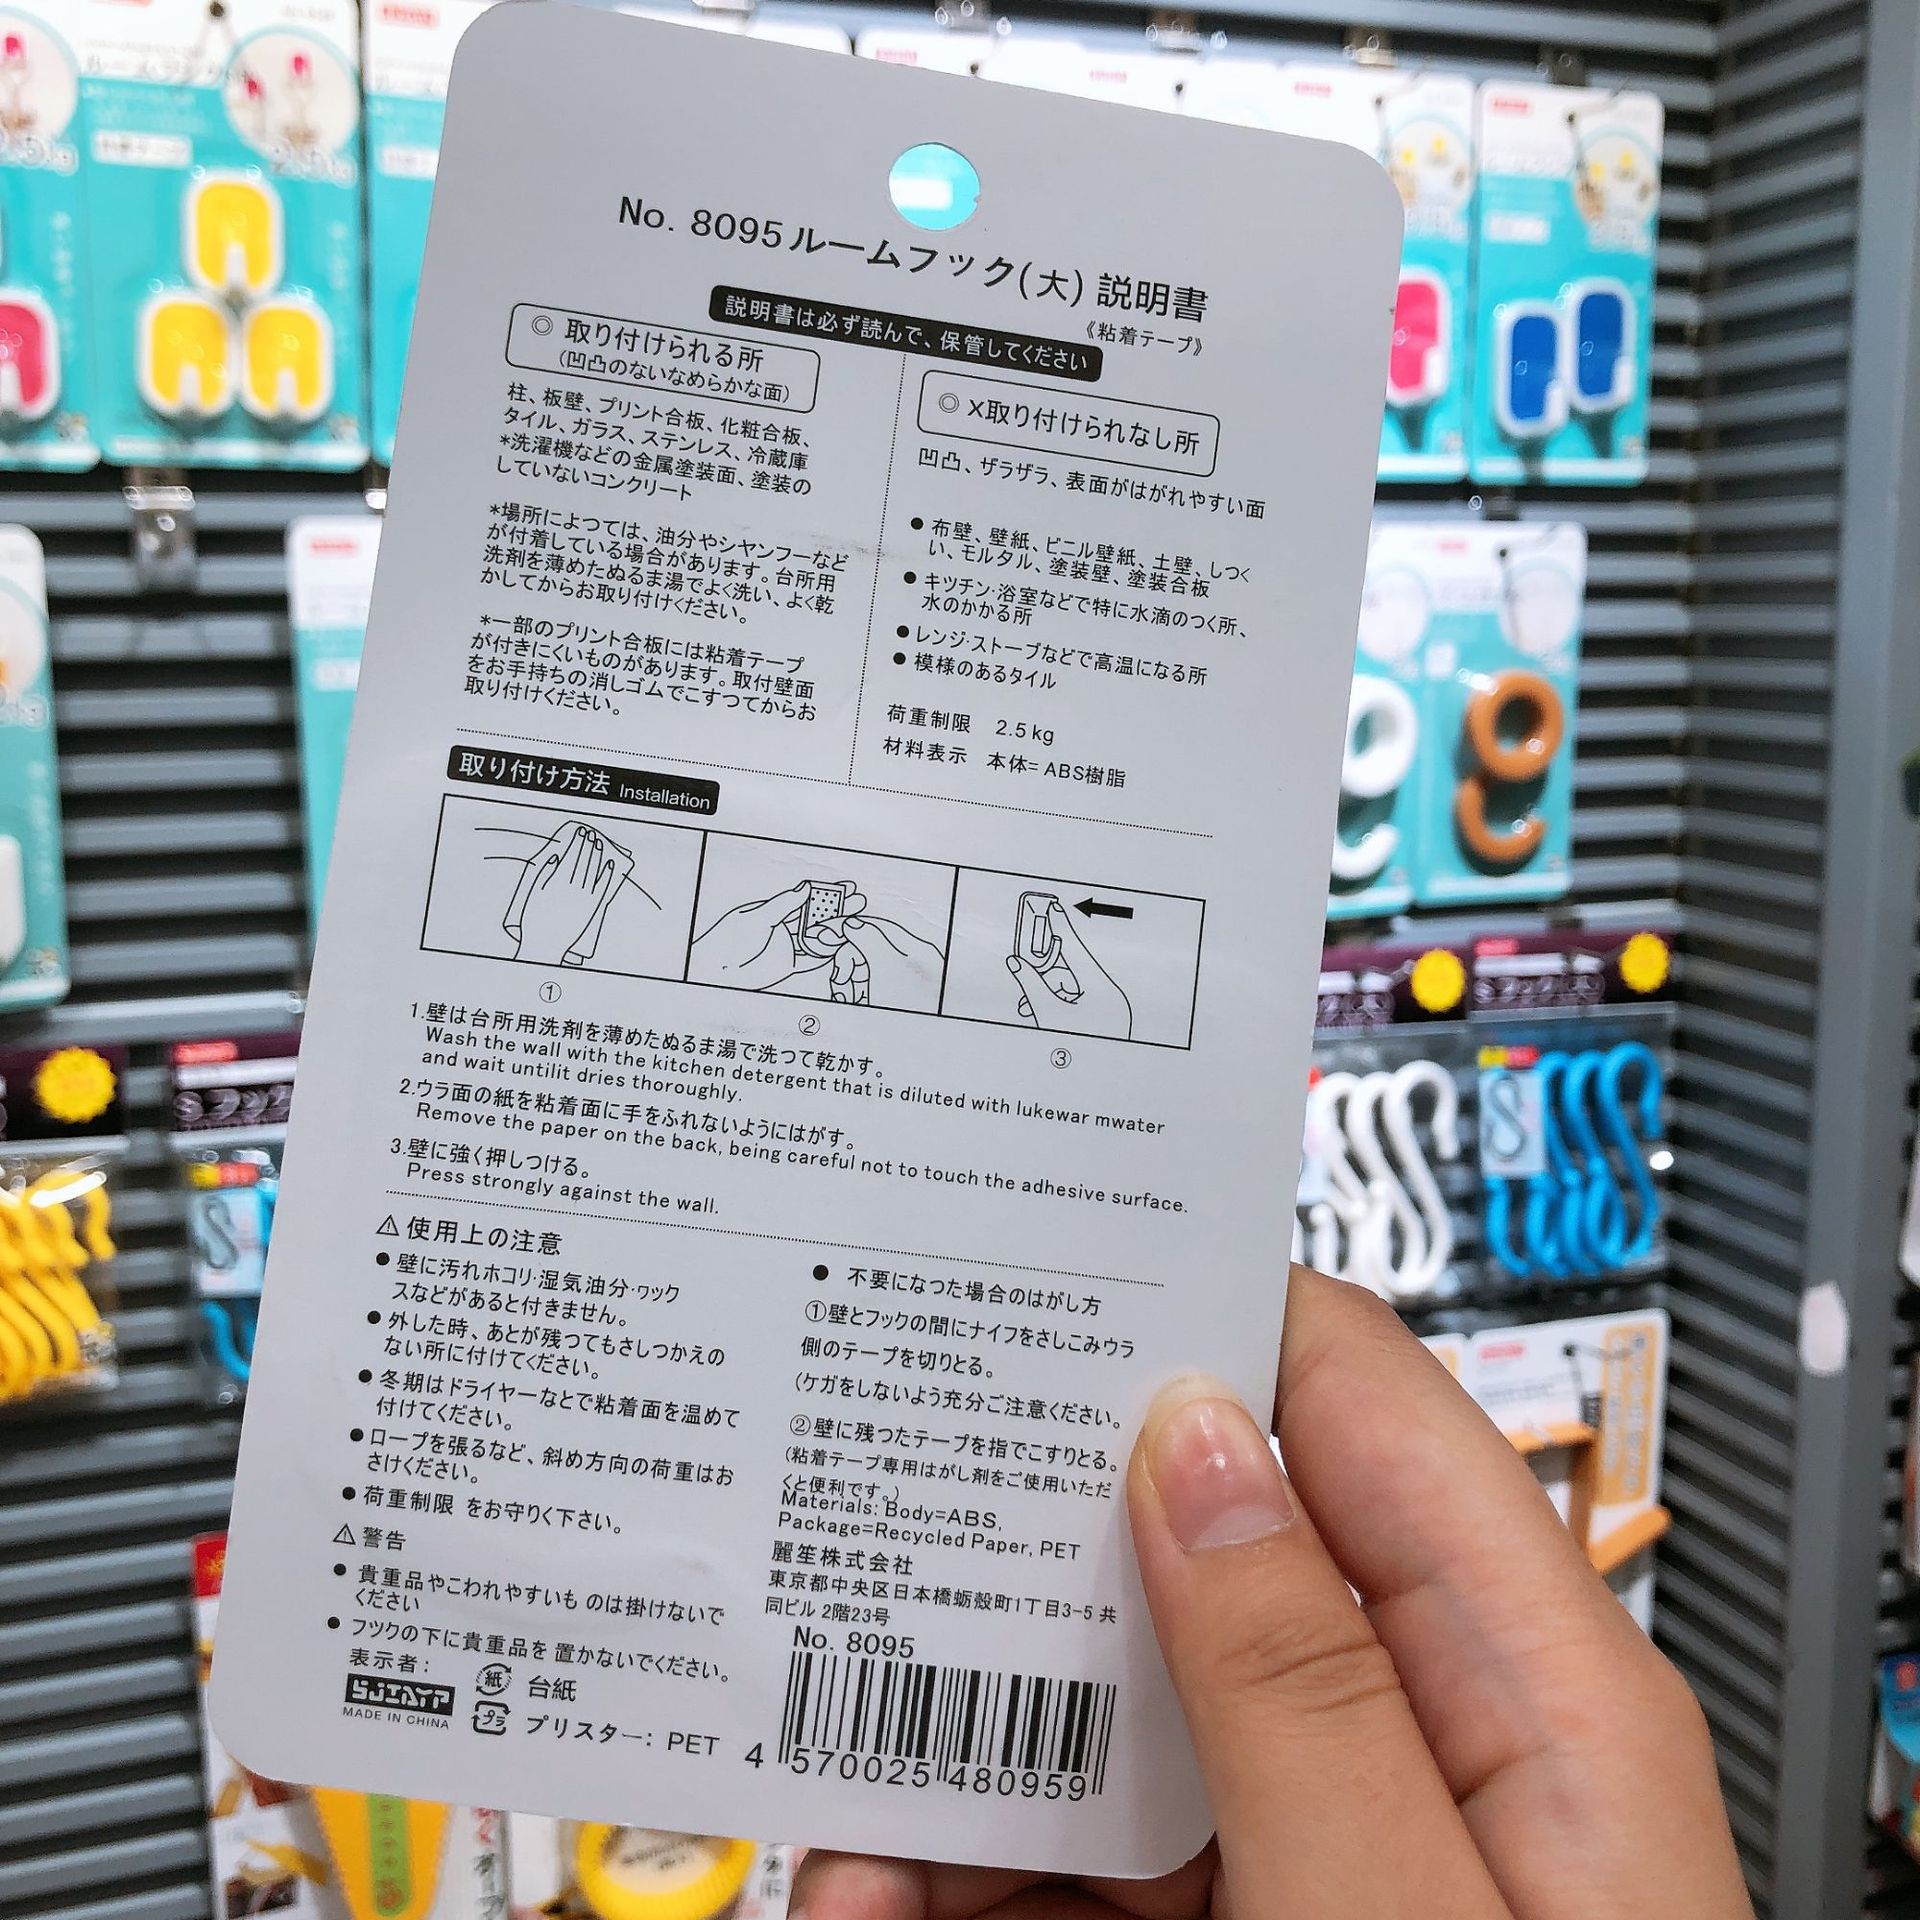 No. 8095ルームフック(大) 説明書
《粘着テープ》
説明書は必ず読んで、保管してください
◎ 取り付けられる所
(凹凸のないなめらかな面)
柱、板壁、プリント合板、化粧合板、
タイル、ガラス、ステンレス、冷蔵庫
*洗濯機などの金属塗装面、塗装の
していないコンクリート
*場所によつては、油分やシヤンフーなど
が付着している場合があります。台所用
洗剤を薄めたぬるま湯でよく洗い、よく乾
かしてからお取り付けください。
*一部のプリント合板には粘着テープ
が付きにくいものがあります。取付壁面
をお手持ちの消しゴムでこすつてからお
取り付けください。
◎ X取り付けられなし所
凹凸、ザラザラ、表面がはがれやすい面
● 布壁、壁紙、ビニル壁紙、土壁、しつく
い、モルタル、塗装壁、塗装合板
● キツチン·浴室などで特に水滴のつく所、
水のかかる所
● レンジ·ストーブなどで高温になる所
● 模様のあるタイル
荷重制限 2.5kg
材料表示 本体= ABS樹脂
取り付け方法 Installation
①
②
③
1.壁は台所用洗剤を薄めたぬるま湯で洗つて乾かす。
Wash the wall with the kitchen detergent that is diluted with lukewar mwater
and wait untilit dries thoroughly.
2.ウラ面の紙を粘着面に手をふれないようにはがす。
Remove the paper on the back, being careful not to touch the adhesive surface.
3.壁に強く押しつける。
Press strongly against the wall.
⚠ 使用上の注意
● 壁に汚れホコリ·湿気油分·ワック
スなどがあると付きません。
● 外した時、あとが残つてもさしつかえの
ない所に付けてください。
● 冬期はドライヤーなとで粘着面を温めて
付けてください。
● ロープを張るなど、斜め方向の荷重はお
さけください。
● 荷重制限 をお守りく下さい。
⚠ 警告
● 貴重品やこわれやすいも のは掛けないで
ください
● フツクの下に貴重品を 置かないでください。
表示者:
MADE IN CHINA
紙 台紙
プラ プリスター: PET
● 不要になつた場合のはがし方
①壁とフックの間にナイフをさしこみウラ
側のテープを切りとる。
(ケガをしないよう充分ご注意ください。
②壁に残つたテープを指でこすりとる。
(粘着テープ専用はがし剤をご使用いただ
くと便利です。)
Materials: Body=ABS,
Package=Recycled Paper, PET
麗笙株式会社
東京都中央区日本橋蛎殻町1丁目3-5 共
同ビル 2階23号
No. 8095
4 570025 480959